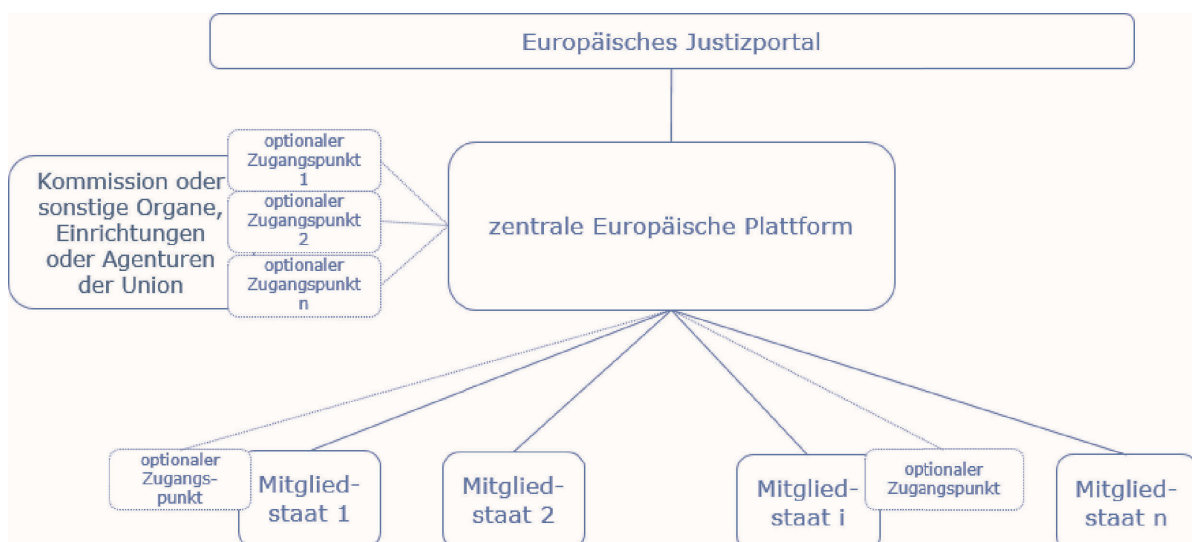 Europäisches Justizportal
optionaler
Zugangspunkt
1
Kommission oder
sonstige Organe,
Einrichtungen
oder Agenturen
der Union
optionaler
Zugangspunkt
2
optionaler
Zugangspunkt
n
zentrale Europäische Plattform
optionaler
Zugangs-
punkt
Mitglied-
staat 1
Mitglied-
staat 2
Mitglied-
staat i
optionaler
Zugangspunkt
Mitglied-
staat n